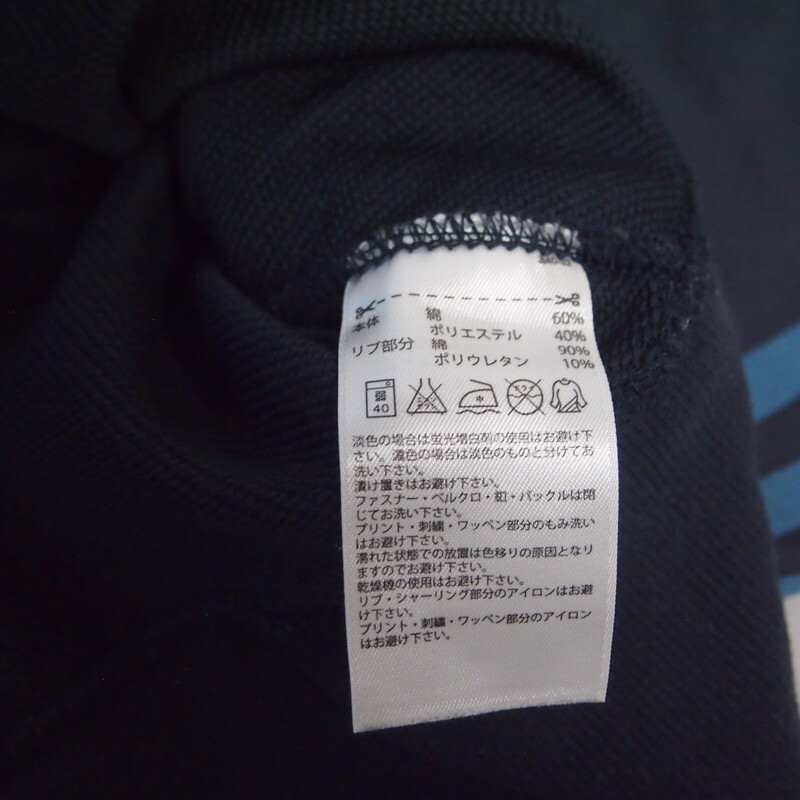 本体 綿 60%
ポリエステル 40%
リブ部分 綿 90%
ポリウレタン 10%
弱 40 エンソサラシ 中 ドライ
淡色の場合は蛍光増白剤の使用はお避け下
さい。濃色の場合は淡色のものと分けてお
洗い下さい。
漬け置きはお避け下さい。
ファスナー・ベルクロ・釦・バックルは閉
じてお洗い下さい。
プリント・刺繍・ワッペン部分のもみ洗い
はお避け下さい。
濡れた状態での放置は色移りの原因となり
ますのでお避け下さい。
乾燥機の使用はお避け下さい。
リブ・シャーリング部分のアイロンはお避
け下さい。
プリント・刺繍・ワッペン部分のアイロン
はお避け下さい。